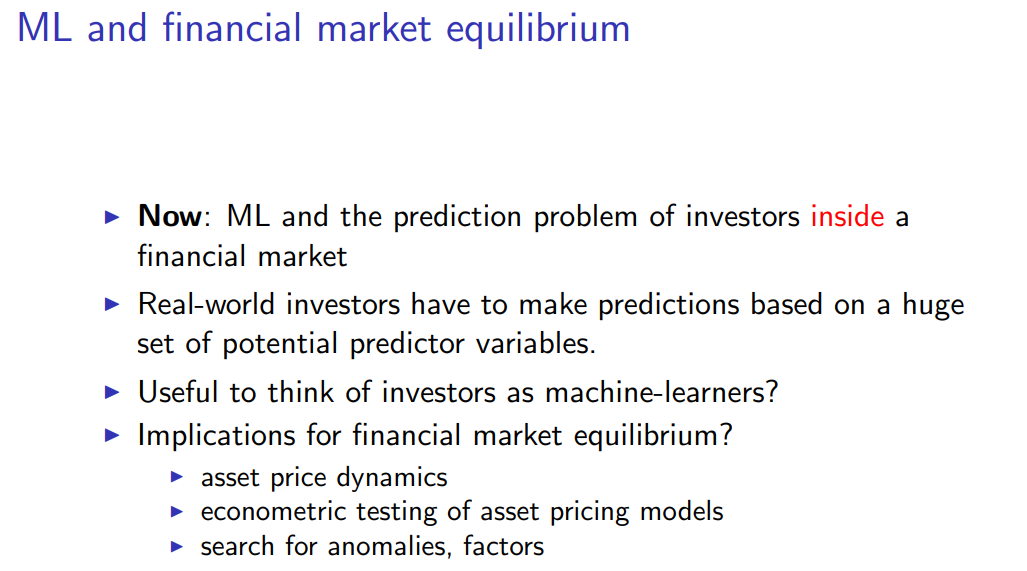 ML and financial market equilibrium
Now: ML and the prediction problem of investors inside a
financial market
Real-world investors have to make predictions based on a huge
set of potential predictor variables.
Useful to think of investors as machine-learners?
Implications for financial market equilibrium?
asset price dynamics
econometric testing of asset pricing models
search for anomalies, factors